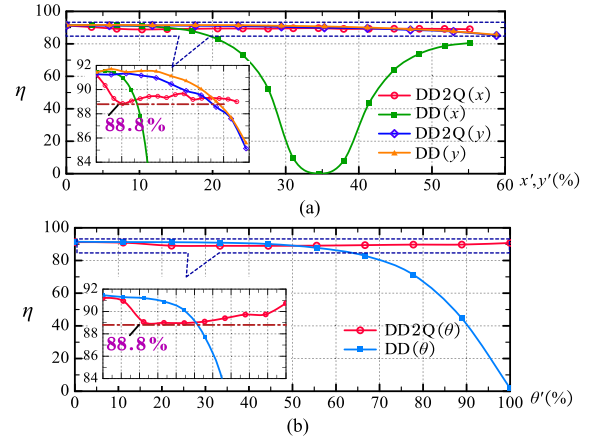 100
80
60
40
20
0
η
92
90
88
86
84
88.8%
DD2Q(x)
DD(x)
DD2Q(y)
DD(y)
0 10 20 30 40 50 60
x′,y′(%)
(a)
100
80
60
40
20
0
η
92
90
88
86
84
88.8%
DD2Q(θ)
DD(θ)
0 10 20 30 40 50 60 70 80 90 100
θ′(%)
(b)